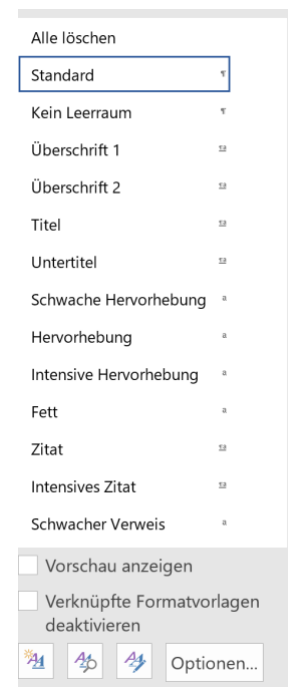 Alle löschen
Standard ¶
Kein Leerraum ¶
Überschrift 1 ¶a
Überschrift 2 ¶a
Titel ¶a
Untertitel ¶a
Schwache Hervorhebung a
Hervorhebung a
Intensive Hervorhebung a
Fett a
Zitat ¶a
Intensives Zitat ¶a
Schwacher Verweis a
Vorschau anzeigen
Verknüpfte Formatvorlagen
deaktivieren
Optionen...